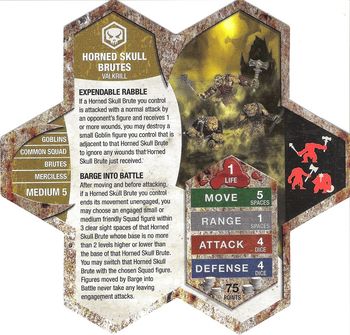 HORNED SKULL
BRUTES
VALKRILL
EXPENDABLE RABBLE
If a Horned Skull Brute you control
is attacked with a normal attack by
an opponent's figure and receives
1 or more wounds, you may destroy a
small Goblin figure you control that
is adjacent to that Horned Skull Brute
to ignore any wounds that Horned
Skull Brute just received.
BARGE INTO BATTLE
After moving and before attacking,
if a Horned Skull Brute you control
ends its movement unengaged, you
may choose an engaged small or
medium friendly Squad figure within
3 clear sight spaces of that Horned
Skull Brute whose base is no more
than 2 levels higher or lower than
the base of that Horned Skull Brute.
You may switch that Horned Skull
Brute with the chosen Squad figure.
Figures moved by Barge into
Battle never take any leaving
engagement attacks.
GOBLINS
COMMON SQUAD
BRUTES
MERCILESS
MEDIUM 5
1
LIFE
MOVE 5
SPACES
RANGE 1
SPACES
ATTACK 4
DICE
DEFENSE 4
DICE
75
POINTS